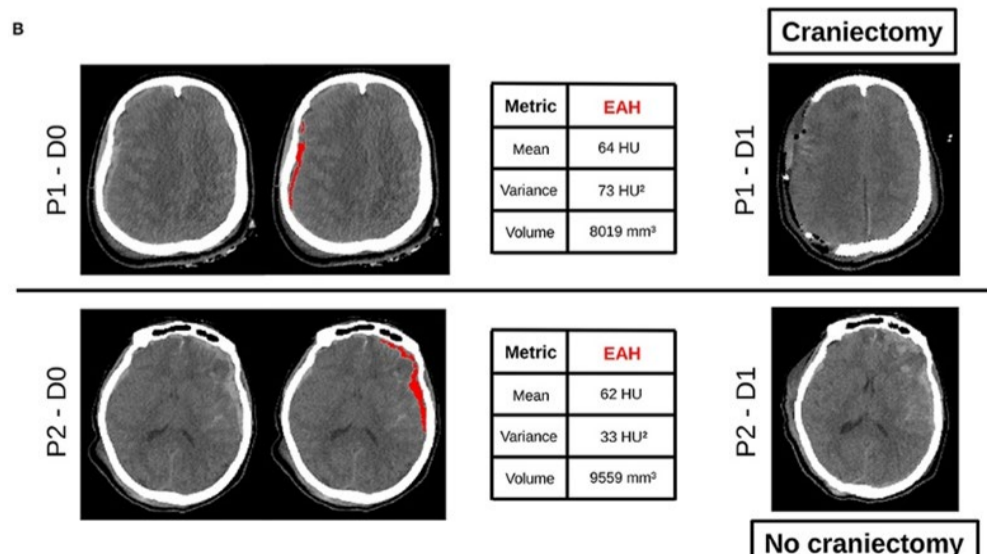 B
Craniectomy
P1 - D0
Metric EAH
Mean 64 HU
Variance 73 HU²
Volume 8019 mm³
P1 - D1
P2 - D0
Metric EAH
Mean 62 HU
Variance 33 HU²
Volume 9559 mm³
P2 - D1
No craniectomy